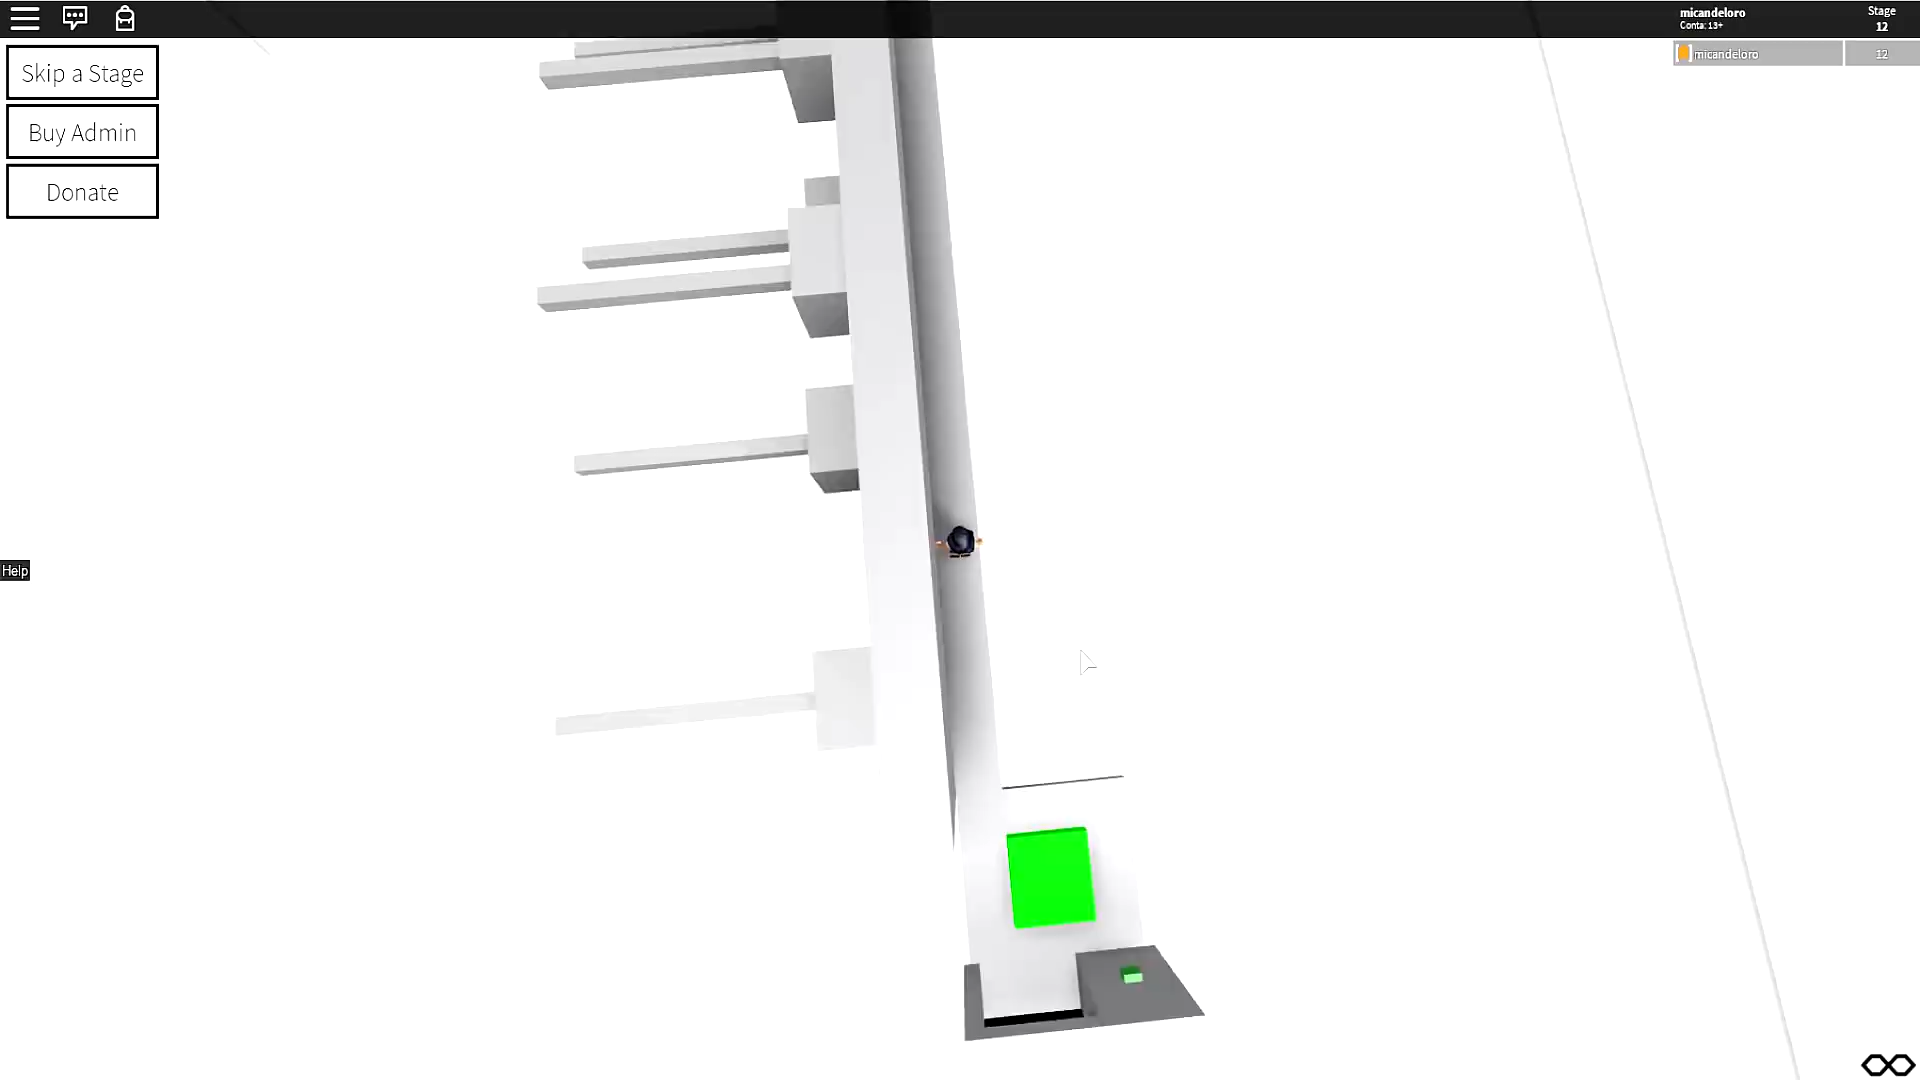 micandeloro
Conta: 13+
Stage
12
micandeloro
12
Skip a Stage
Buy Admin
Donate
Help